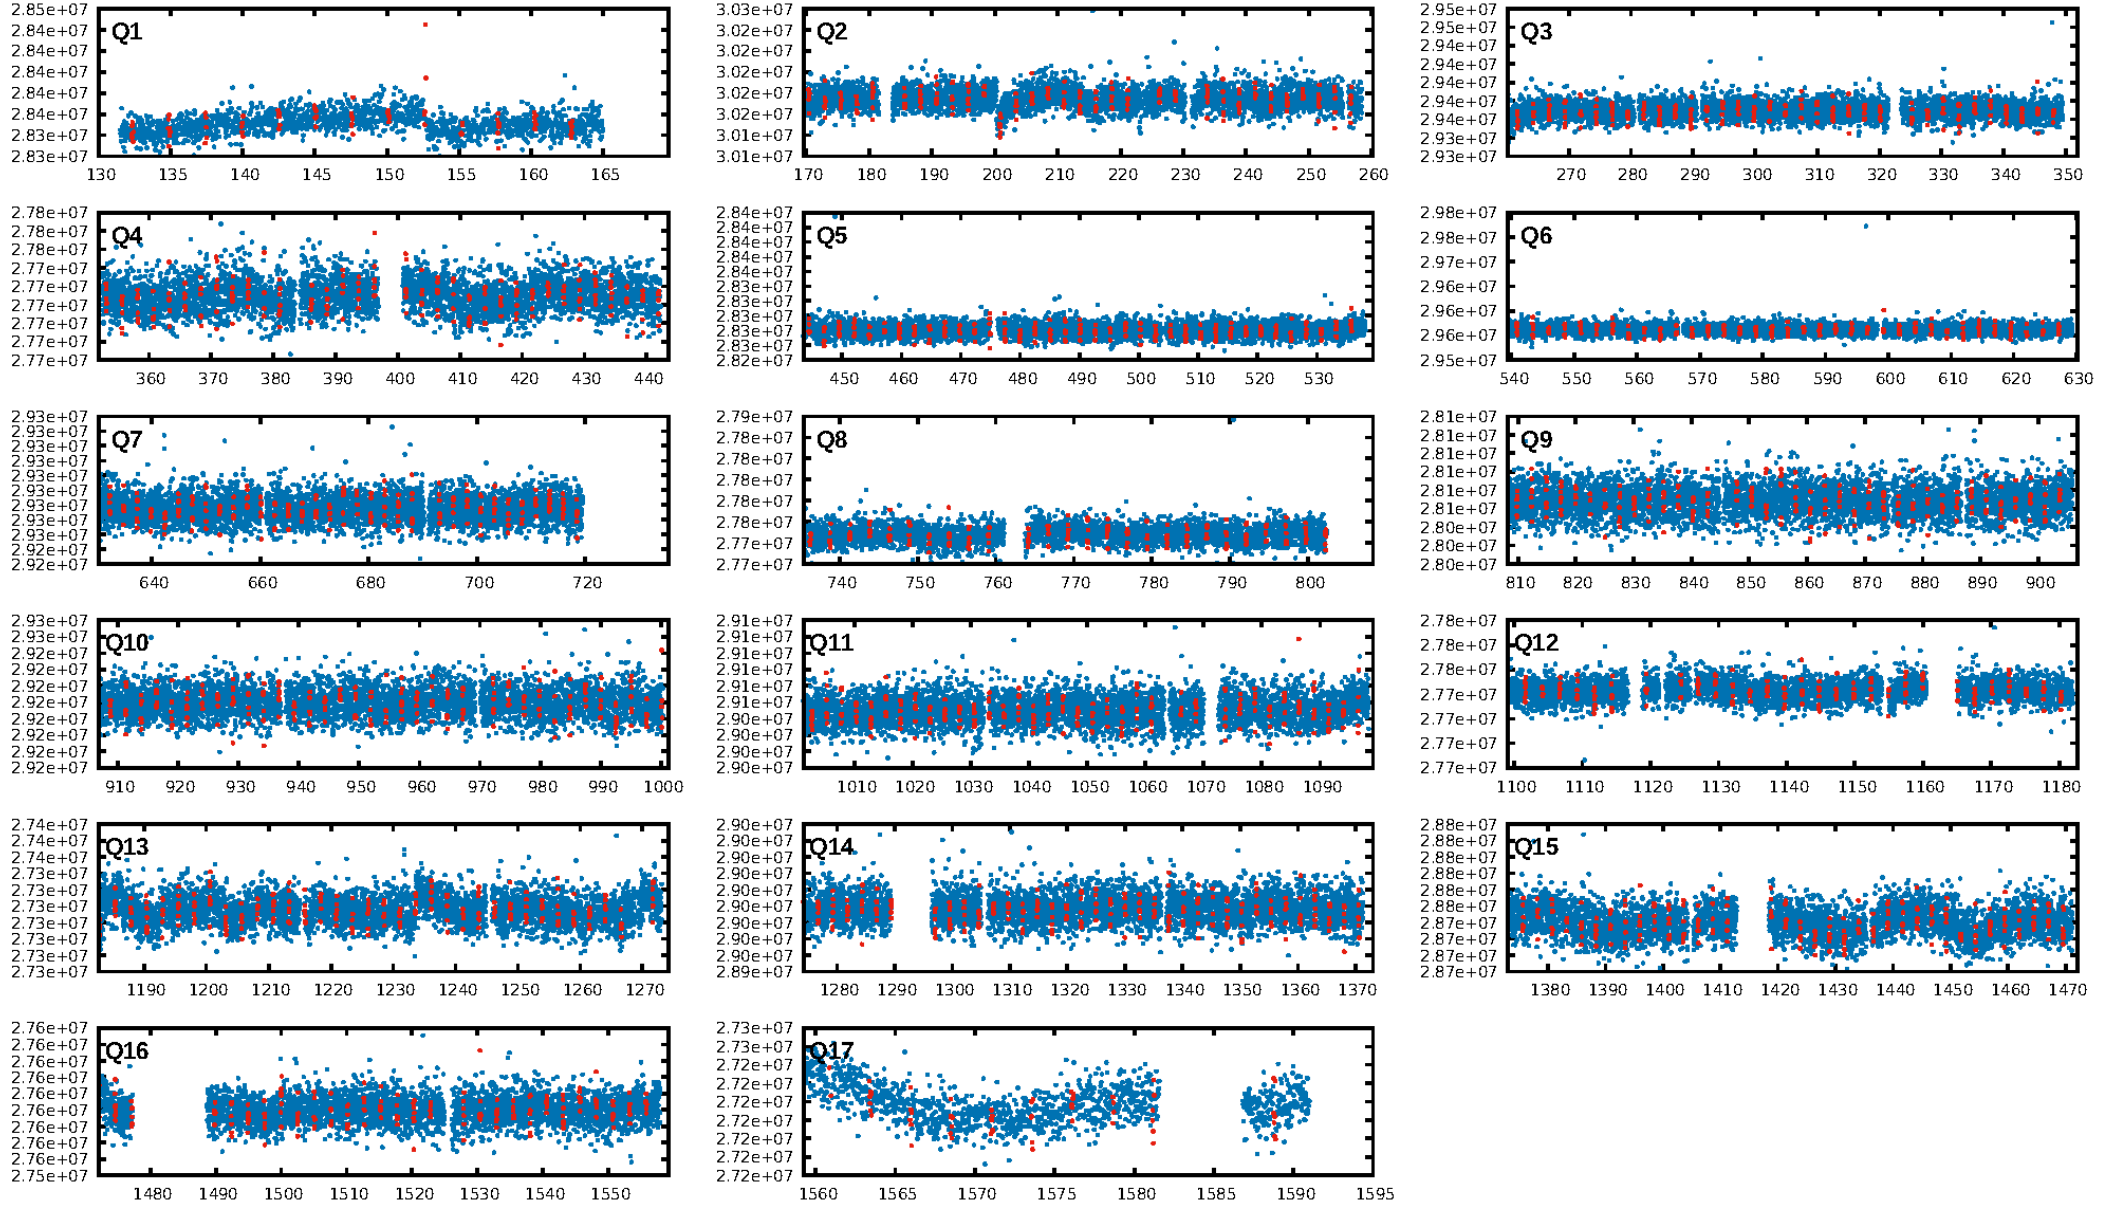 2.85e+07
2.84e+07
2.84e+07
2.84e+07
2.84e+07
2.84e+07
2.83e+07
2.83e+07
Q1
130 135 140 145 150 155 160 165
3.03e+07
3.02e+07
3.02e+07
3.02e+07
3.02e+07
3.02e+07
3.01e+07
3.01e+07
Q2
170 180 190 200 210 220 230 240 250 260
2.95e+07
2.95e+07
2.94e+07
2.94e+07
2.94e+07
2.94e+07
2.94e+07
2.93e+07
2.93e+07
Q3
270 280 290 300 310 320 330 340 350
2.78e+07
2.78e+07
2.77e+07
2.77e+07
2.77e+07
2.77e+07
2.77e+07
2.77e+07
2.77e+07
Q4
360 370 380 390 400 410 420 430 440
2.84e+07
2.84e+07
2.84e+07
2.84e+07
2.84e+07
2.83e+07
2.83e+07
2.83e+07
2.83e+07
2.83e+07
2.82e+07
Q5
450 460 470 480 490 500 510 520 530
2.98e+07
2.98e+07
2.97e+07
2.96e+07
2.96e+07
2.96e+07
2.95e+07
Q6
540 550 560 570 580 590 600 610 620 630
2.93e+07
2.93e+07
2.93e+07
2.93e+07
2.93e+07
2.93e+07
2.93e+07
2.93e+07
2.92e+07
2.92e+07
2.92e+07
Q7
640 660 680 700 720
2.79e+07
2.78e+07
2.78e+07
2.78e+07
2.78e+07
2.78e+07
2.77e+07
2.77e+07
Q8
740 750 760 770 780 790 800
2.81e+07
2.81e+07
2.81e+07
2.81e+07
2.81e+07
2.81e+07
2.80e+07
2.80e+07
2.80e+07
Q9
810 820 830 840 850 860 870 880 890 900
2.93e+07
2.93e+07
2.92e+07
2.92e+07
2.92e+07
2.92e+07
2.92e+07
2.92e+07
2.92e+07
2.92e+07
Q10
910 920 930 940 950 960 970 980 990 1000
2.91e+07
2.91e+07
2.91e+07
2.91e+07
2.91e+07
2.91e+07
2.90e+07
2.90e+07
2.90e+07
2.90e+07
Q11
1010 1020 1030 1040 1050 1060 1070 1080 1090
2.78e+07
2.78e+07
2.78e+07
2.77e+07
2.77e+07
2.77e+07
2.77e+07
Q12
1100 1110 1120 1130 1140 1150 1160 1170 1180
2.74e+07
2.74e+07
2.74e+07
2.73e+07
2.73e+07
2.73e+07
2.73e+07
2.73e+07
2.73e+07
2.73e+07
Q13
1190 1200 1210 1220 1230 1240 1250 1260 1270
2.90e+07
2.90e+07
2.90e+07
2.90e+07
2.90e+07
2.90e+07
2.90e+07
2.90e+07
2.90e+07
2.89e+07
Q14
1280 1290 1300 1310 1320 1330 1340 1350 1360 1370
2.88e+07
2.88e+07
2.88e+07
2.88e+07
2.88e+07
2.88e+07
2.87e+07
2.87e+07
2.87e+07
2.87e+07
Q15
1380 1390 1400 1410 1420 1430 1440 1450 1460 1470
2.76e+07
2.76e+07
2.76e+07
2.76e+07
2.76e+07
2.76e+07
2.76e+07
2.76e+07
2.76e+07
2.75e+07
Q16
1480 1490 1500 1510 1520 1530 1540 1550
2.73e+07
2.73e+07
2.72e+07
2.72e+07
2.72e+07
2.72e+07
2.72e+07
2.72e+07
2.72e+07
Q17
1560 1565 1570 1575 1580 1585 1590 1595